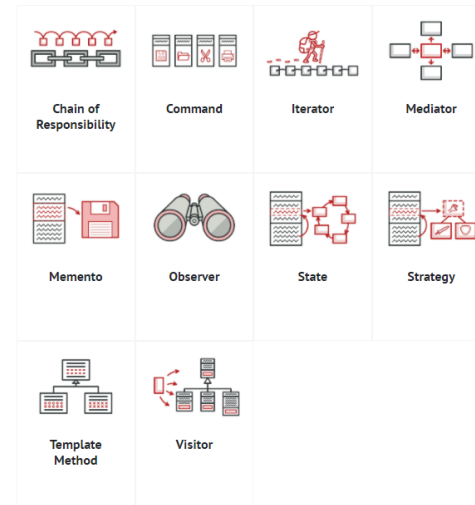 Chain of
Responsibility
Command
Iterator
Mediator
Memento
Observer
State
Strategy
Template
Method
Visitor